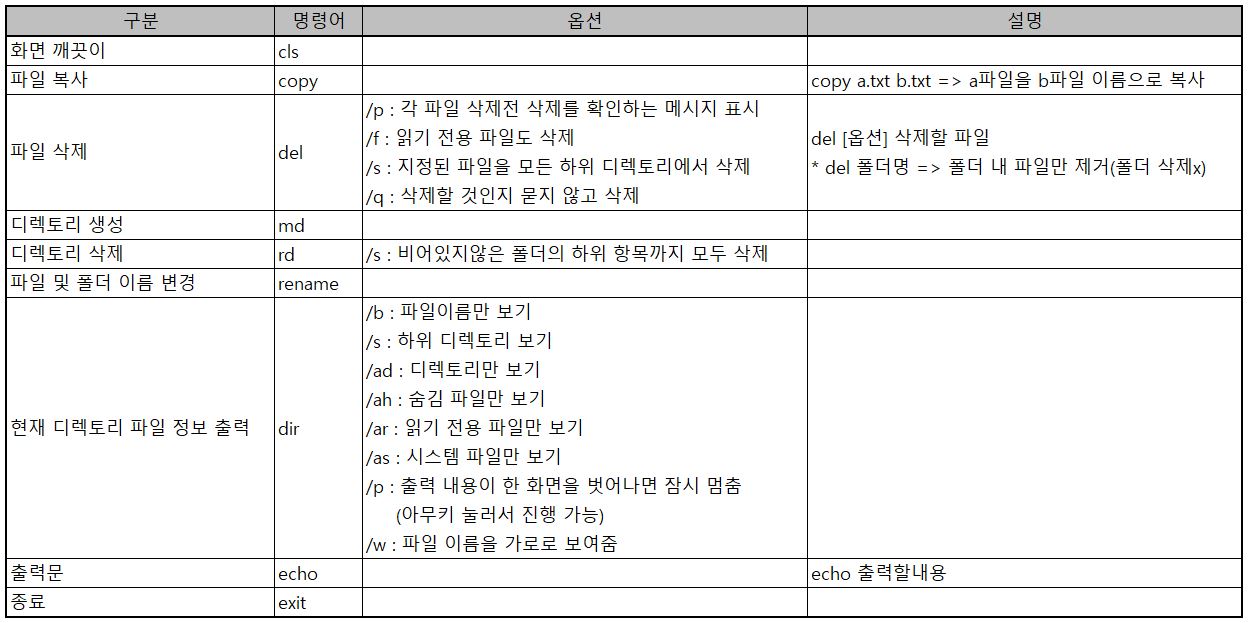 구분 명령어 옵션 설명
화면 깨끗이 cls
파일 복사 copy copy a.txt b.txt => a파일을 b파일 이름으로 복사
파일 삭제 del
/p : 각 파일 삭제전 삭제를 확인하는 메시지 표시
/f : 읽기 전용 파일도 삭제
/s : 지정된 파일을 모든 하위 디렉토리에서 삭제
/q : 삭제할 것인지 묻지 않고 삭제
del [옵션] 삭제할 파일
* del 폴더명 => 폴더 내 파일만 제거(폴더 삭제x)
디렉토리 생성 md
디렉토리 삭제 rd /s : 비어있지않은 폴더의 하위 항목까지 모두 삭제
파일 및 폴더 이름 변경 rename
현재 디렉토리 파일 정보 출력 dir
/b : 파일이름만 보기
/s : 하위 디렉토리 보기
/ad : 디렉토리만 보기
/ah : 숨김 파일만 보기
/ar : 읽기 전용 파일만 보기
/as : 시스템 파일만 보기
/p : 출력 내용이 한 화면을 벗어나면 잠시 멈춤
(아무키 눌러서 진행 가능)
/w : 파일 이름을 가로로 보여줌
출력문 echo echo 출력할내용
종료 exit